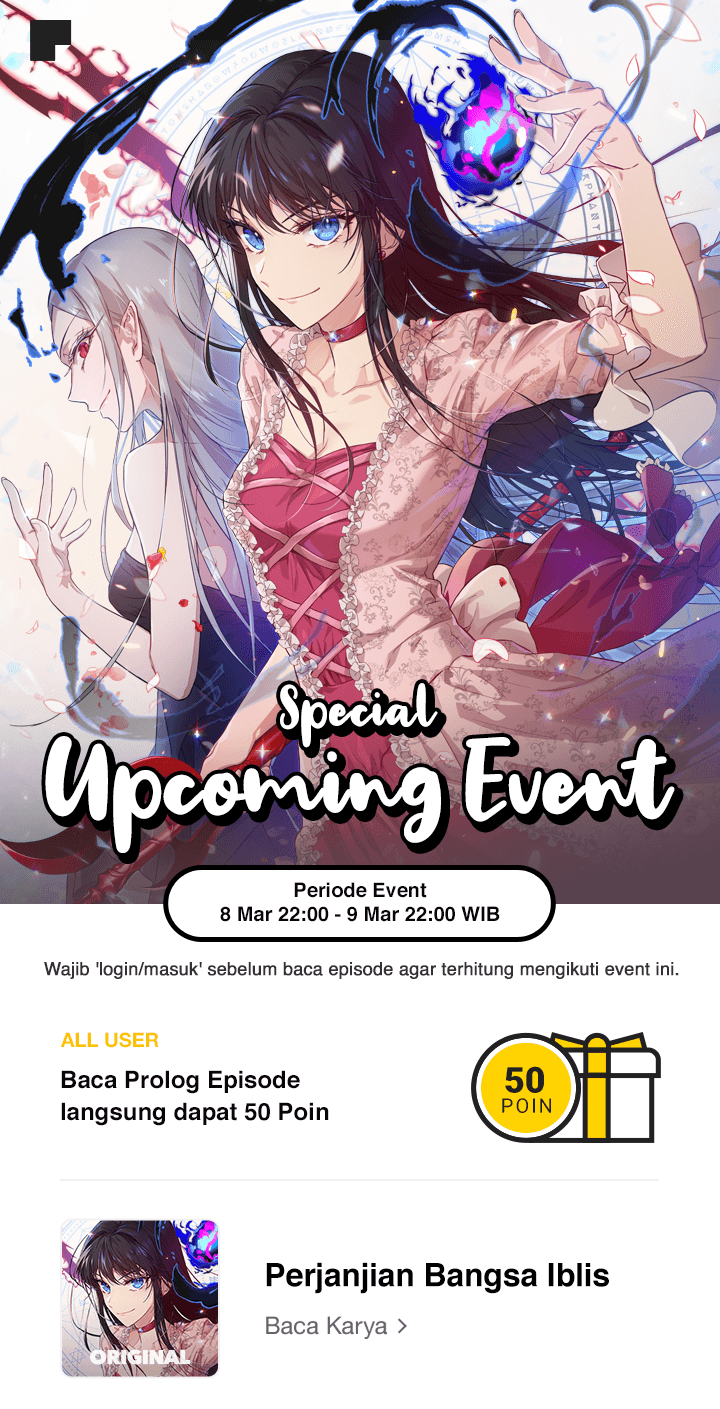 Special
Upcoming Event
Periode Event
8 Mar 22:00 - 9 Mar 22:00 WIB
Wajib 'login/masuk' sebelum baca episode agar terhitung mengikuti event ini.
ALL USER
Baca Prolog Episode
langsung dapat 50 Poin
50
POIN
ORIGINAL
Perjanjian Bangsa Iblis
Baca Karya >